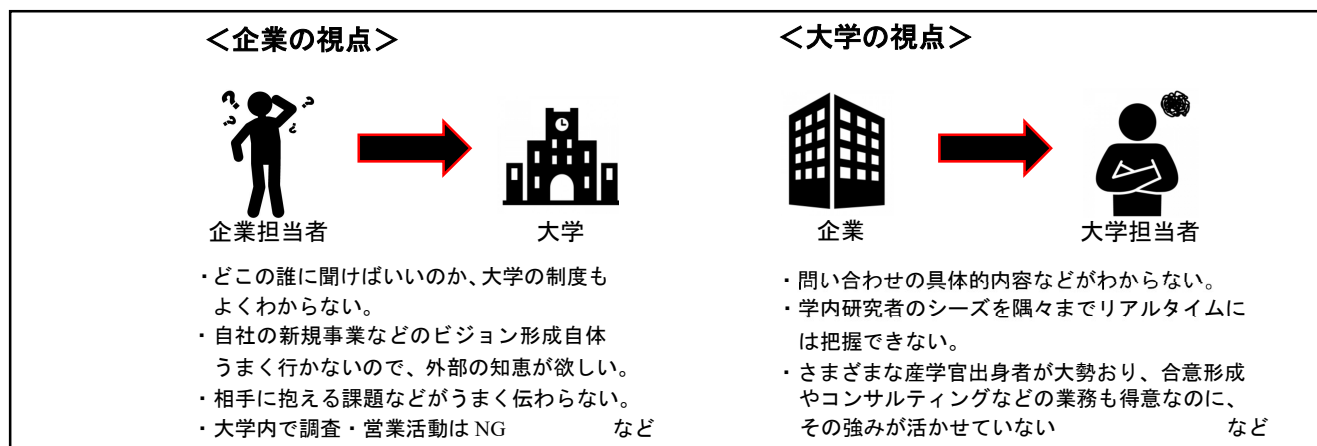 <企業の視点>
企業担当者
大学
・どこの誰に聞けばいいのか、大学の制度も
よくわからない。
・自社の新規事業などのビジョン形成自体
うまく行かないので、外部の知恵が欲しい。
・相手に抱える課題などがうまく伝わらない。
・大学内で調査・営業活動は NG など
<大学の視点>
企業
大学担当者
・問い合わせの具体的内容などがわからない。
・学内研究者のシーズを隅々までリアルタイムに
は把握できない。
・さまざまな産学官出身者が大勢おり、合意形成
やコンサルティングなどの業務も得意なのに、
その強みが活かせていない など